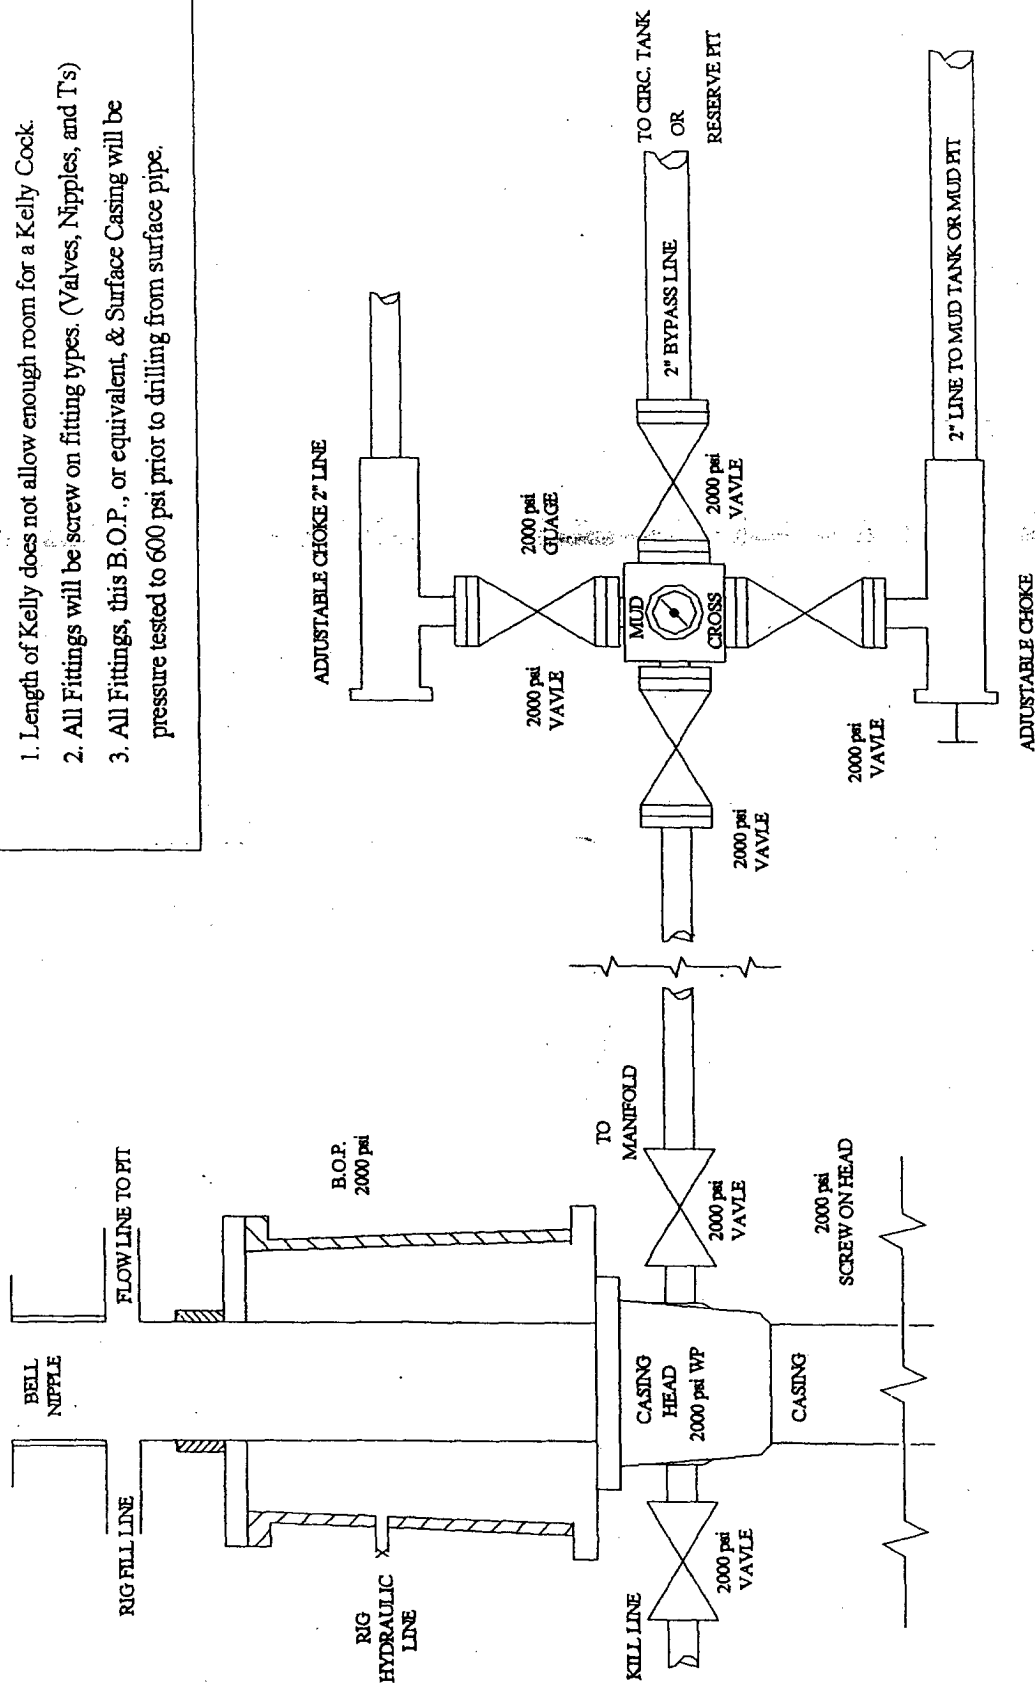 1. Length of Kelly does not allow enough room for a Kelly Cock.
2. All Fittings will be screw on fitting types. (Valves, Nipples, and T's)
3. All Fittings, this B.O.P., or equivalent, & Surface Casing will be
pressure tested to 600 psi prior to drilling from surface pipe.
BELL
NIPPLE
RIG FILL LINE
FLOW LINE TO PIT
B.O.P.
2000 psi
RIG
HYDRAULIC
LINE
KILL LINE
2000 psi
VAVLE
CASING
HEAD
2000 psi WP
CASING
TO
MANIFOLD
2000 psi
VAVLE
2000 psi
SCREW ON HEAD
ADJUSTABLE CHOKE 2" LINE
2000 psi
VAVLE
2000 psi
GUAGE
MUD
CROSS
2000 psi
VAVLE
2000 psi
VAVLE
2" BYPASS LINE
TO CIRC. TANK
OR
RESERVE PIT
2000 psi
VAVLE
2" LINE TO MUD TANK OR MUD PIT
ADJUSTABLE CHOKE